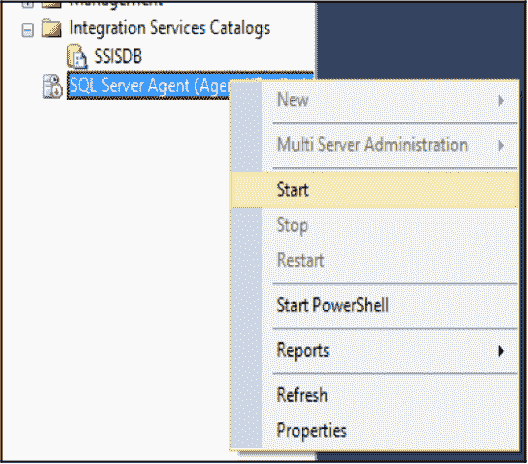 Management
Integration Services Catalogs
SSISDB
SQL Server Agent (Agent
New
Multi Server Administration
Start
Stop
Restart
Start PowerShell
Reports
Refresh
Properties